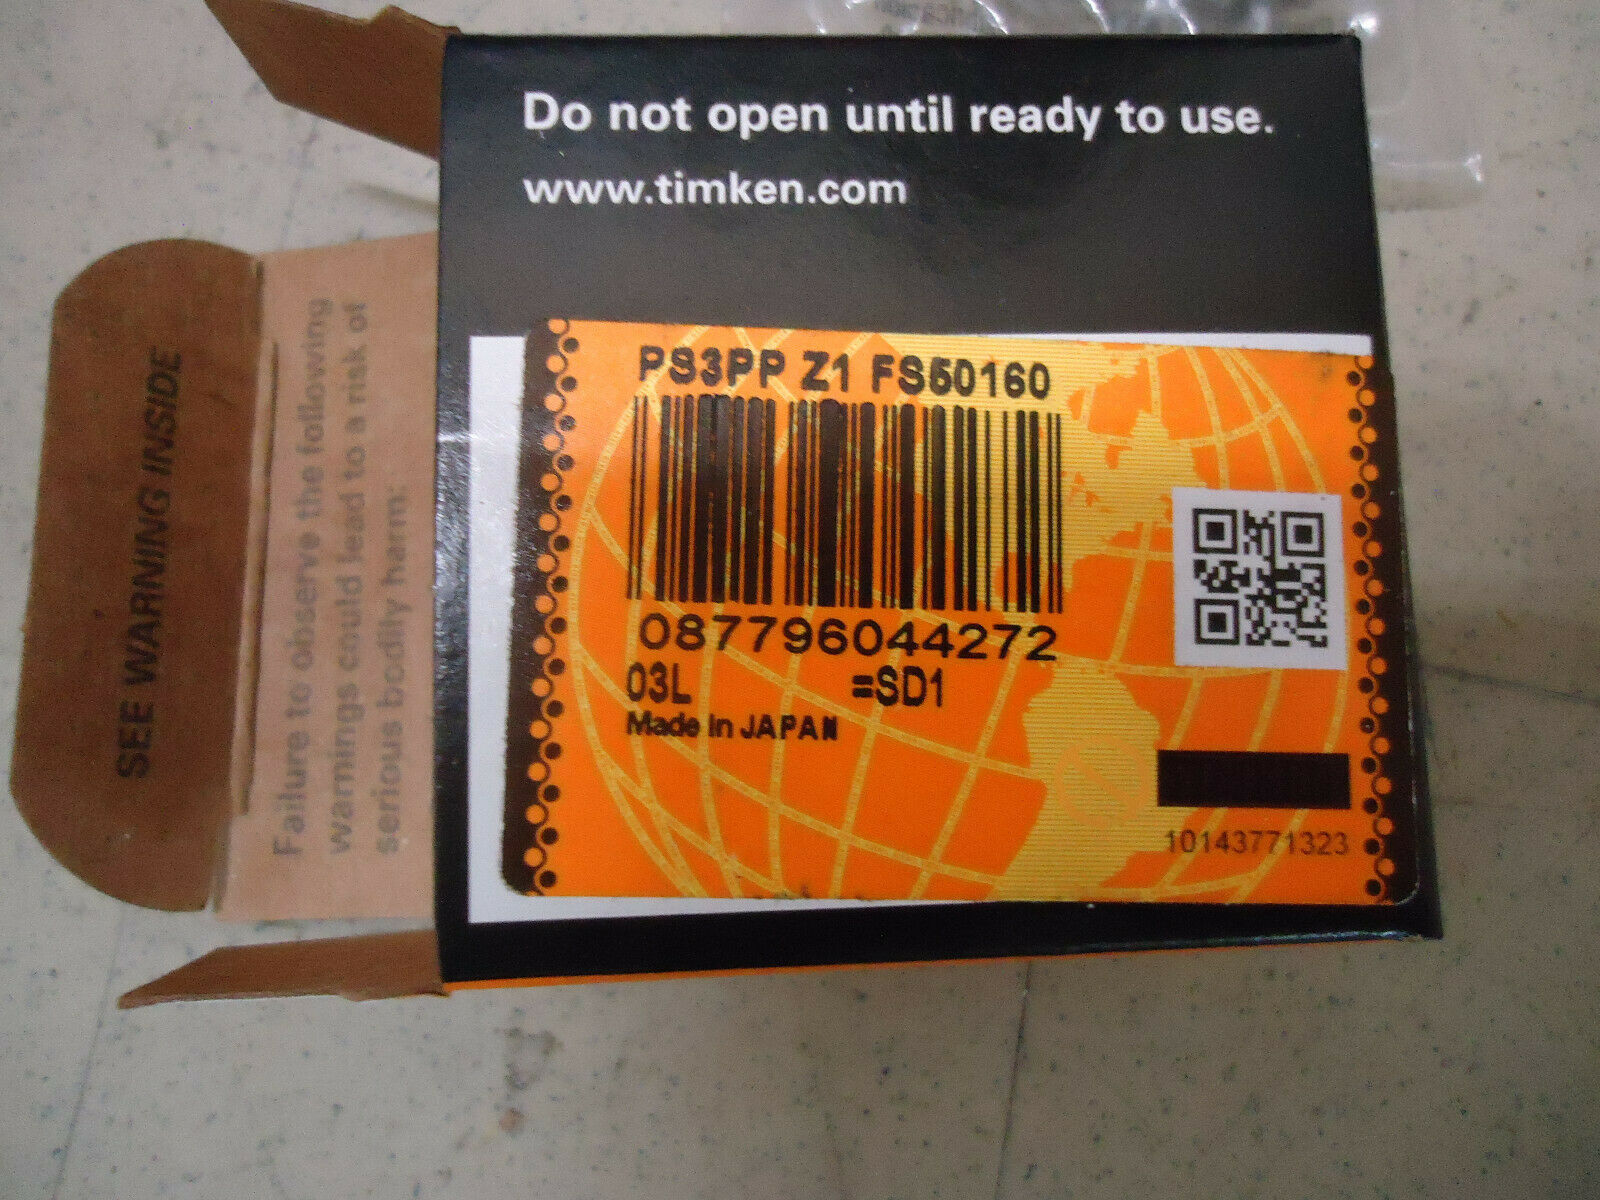 Do not open until ready to use.
www.timken.com
PS3PP Z1 FS50160
087796044272
03L =SD1
Made In JAPAN
10143771323
SEE WARNING INSIDE
Failure to observe the following
warnings could lead to a risk of
serious bodily harm: